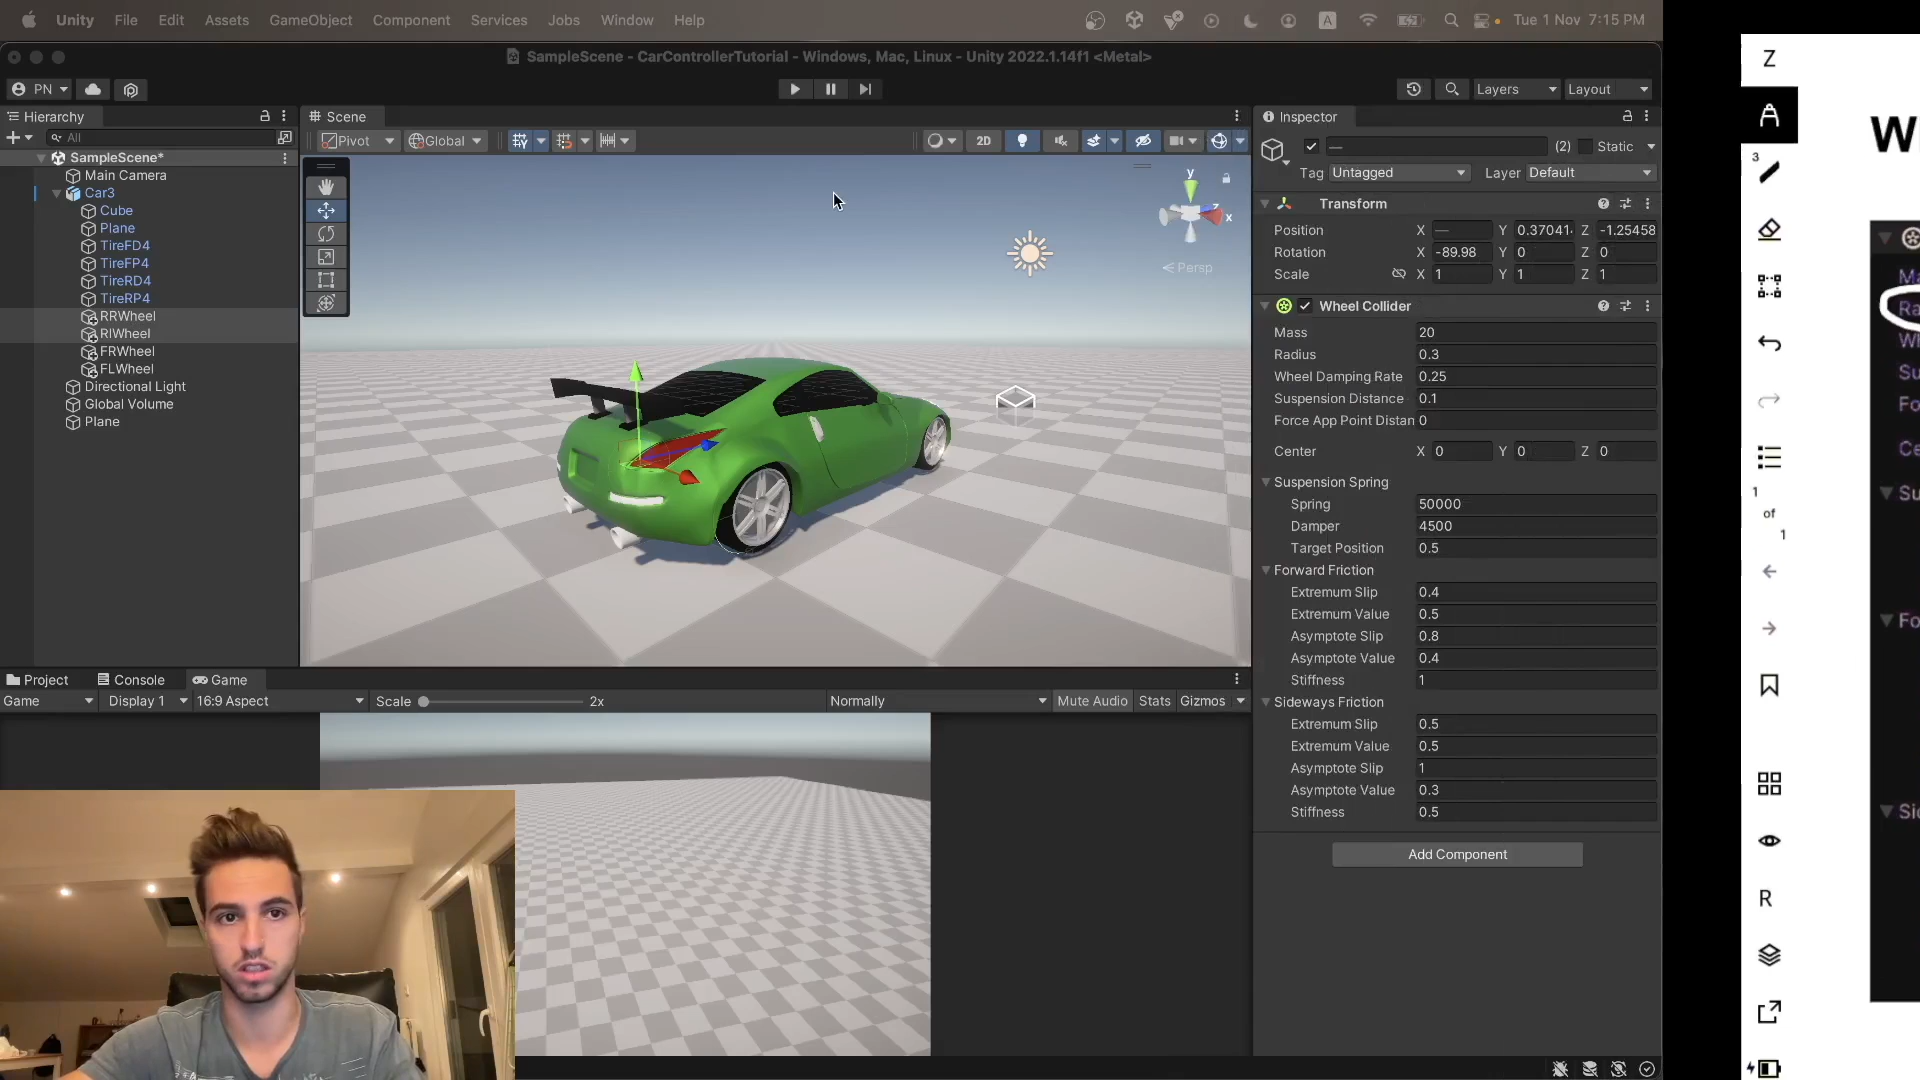 Unity File Edit Assets GameObject Component Services Jobs Window Help
A
Tue 1 Nov 7:15 PM
SampleScene - CarControllerTutorial - Windows, Mac, Linux - Unity 2022.1.14f1 <Metal>
PN
Layers
Layout
Hierarchy
All
SampleScene*
Main Camera
Car3
Cube
Plane
TireFD4
TireFP4
TireRD4
TireRP4
RRWheel
RlWheel
FRWheel
FLWheel
Directional Light
Global Volume
Plane
Scene
Pivot
Global
2D
y
x
z
Persp
Inspector
—
(2)
Static
Tag Untagged Layer Default
Transform
Position X — Y 0.37041 Z -1.25458
Rotation X -89.98 Y 0 Z 0
Scale X 1 Y 1 Z 1
Wheel Collider
Mass 20
Radius 0.3
Wheel Damping Rate 0.25
Suspension Distance 0.1
Force App Point Distan 0
Center X 0 Y 0 Z 0
Suspension Spring
Spring 50000
Damper 4500
Target Position 0.5
Forward Friction
Extremum Slip 0.4
Extremum Value 0.5
Asymptote Slip 0.8
Asymptote Value 0.4
Stiffness 1
Sideways Friction
Extremum Slip 0.5
Extremum Value 0.5
Asymptote Slip 1
Asymptote Value 0.3
Stiffness 0.5
Add Component
Project
Console
Game
Game
Display 1
16:9 Aspect
Scale
2x
Normally
Mute Audio
Stats
Gizmos
Z
3
1
of
1
R
W
Ma
Ra
Wh
Su
Fo
Ce
Su
Fo
Sid